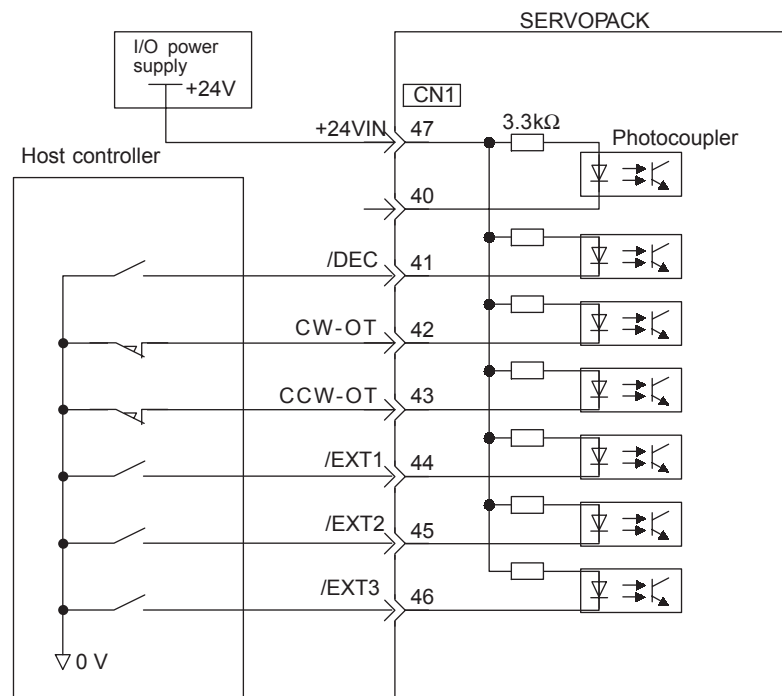 SERVOPACK
I/O power
supply
+24V
CN1
+24VIN
47
3.3kΩ
Photocoupler
Host controller
40
/DEC
41
CW-OT
42
CCW-OT
43
/EXT1
44
/EXT2
45
/EXT3
46
0 V